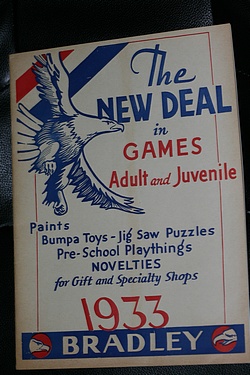 The
NEW DEAL
in
GAMES
Adult and Juvenile
Paints
Bumpa Toys - Jig Saw Puzzles
Pre-School Playthings
NOVELTIES
for Gift and Specialty Shops
1933
BRADLEY